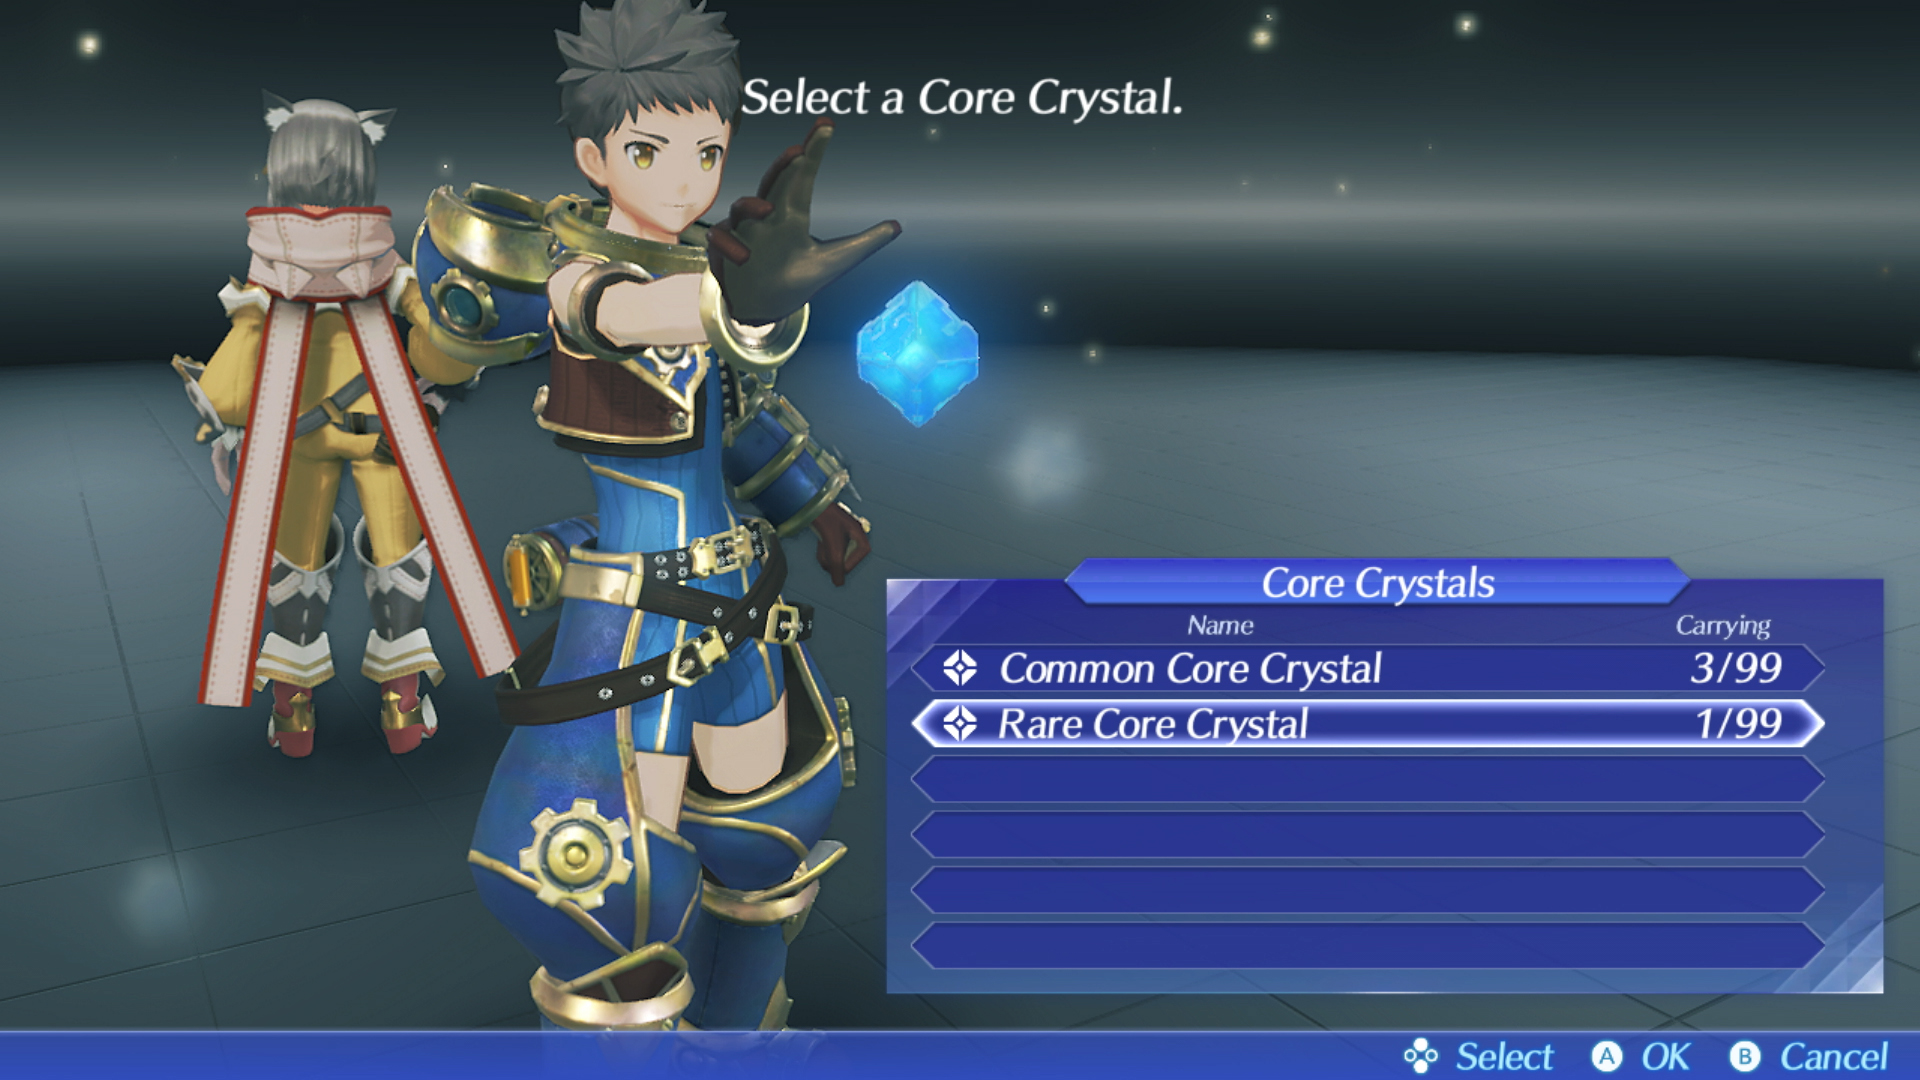 Select a Core Crystal.
Core Crystals
Name Carrying
Common Core Crystal 3/99
Rare Core Crystal 1/99
Select A OK B Cancel